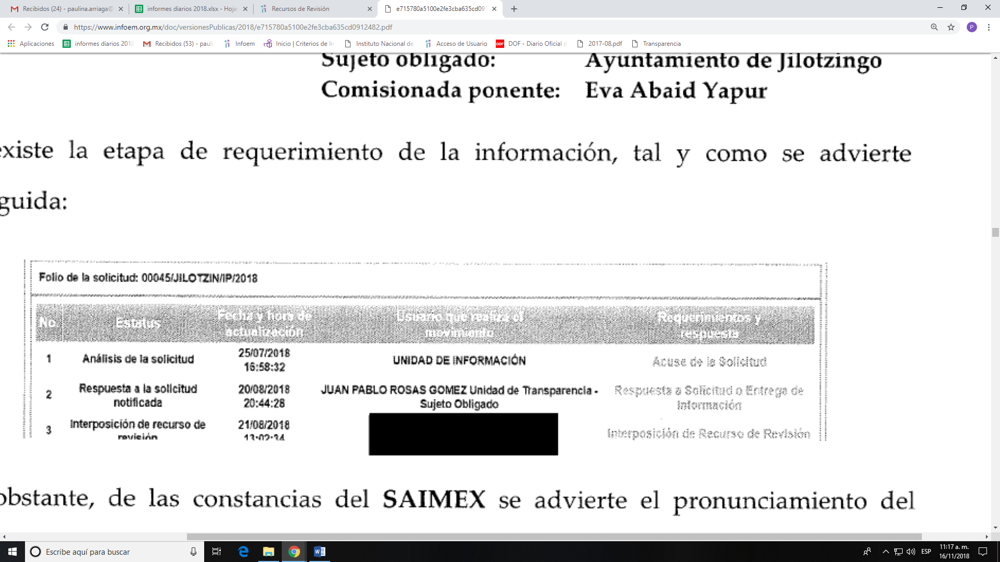 Recibidos (24) - paulina.arriaga@
informes diarios 2018.xlsx - Hoja
Recursos de Revisión
e715780a5100e2fe3cba635cd091
https://www.infoem.org.mx/doc/versionesPublicas/2018/e715780a5100e2fe3cba635cd0912482.pdf
P
Aplicaciones
informes diarios 2018
Recibidos (53) - pauli
Infoem
Inicio | Criterios de In
Instituto Nacional de
Acceso de Usuario
DOF - Diario Oficial d
2017-08.pdf
Transparencia
Sujeto obligado: Ayuntamiento de Jilotzingo
Comisionada ponente: Eva Abaid Yapur
existe la etapa de requerimiento de la información, tal y como se advierte
guida:
Folio de la solicitud: 00045/JILOTZIN/IP/2018
No. Estatus Fecha y hora de actualización Usuario que realiza el movimiento Requerimientos y respuesta
1 Análisis de la solicitud 25/07/2018 16:58:32 UNIDAD DE INFORMACIÓN Acuse de la Solicitud
2 Respuesta a la solicitud notificada 20/08/2018 20:44:28 JUAN PABLO ROSAS GOMEZ Unidad de Transparencia - Sujeto Obligado Respuesta a Solicitud o Entrega de Información
3 Interposición de recurso de revisión 21/08/2018 13:02:34 Interposición de Recurso de Revisión
obstante, de las constancias del SAIMEX se advierte el pronunciamiento del
Escribe aquí para buscar
ESP
11:17 a. m.
16/11/2018